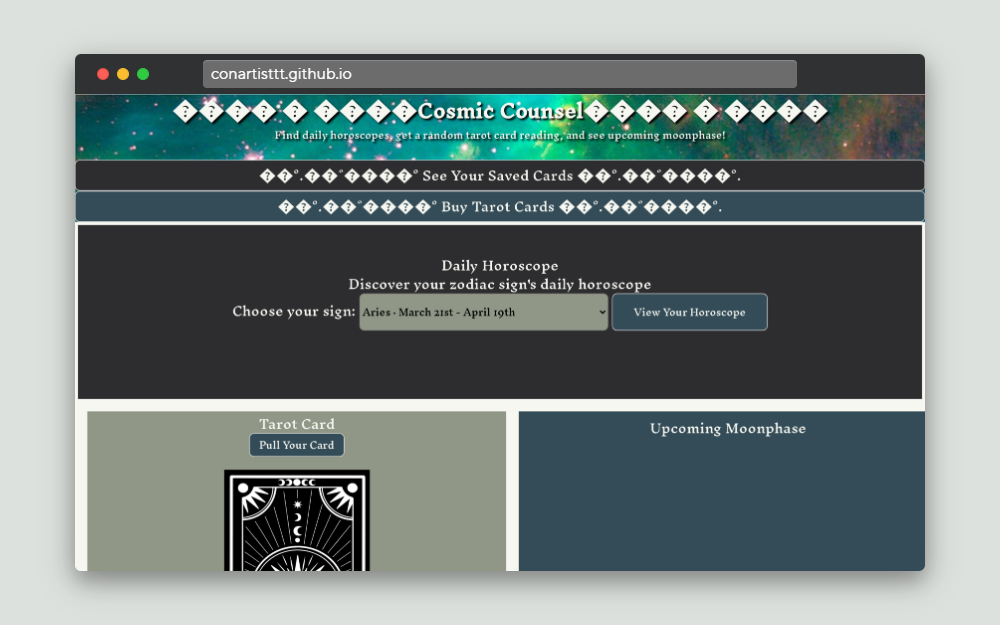 conartisttt.github.io
����� ����Cosmic Counsel���� � ����
Find daily horoscopes, get a random tarot card reading, and see upcoming moonphase!
��°.��˚����° See Your Saved Cards ��°.��˚����°.
��°.��˚����° Buy Tarot Cards ��°.��˚����°.
Daily Horoscope
Discover your zodiac sign's daily horoscope
Choose your sign: Aries - March 21st - April 19th View Your Horoscope
Tarot Card
Pull Your Card
Upcoming Moonphase